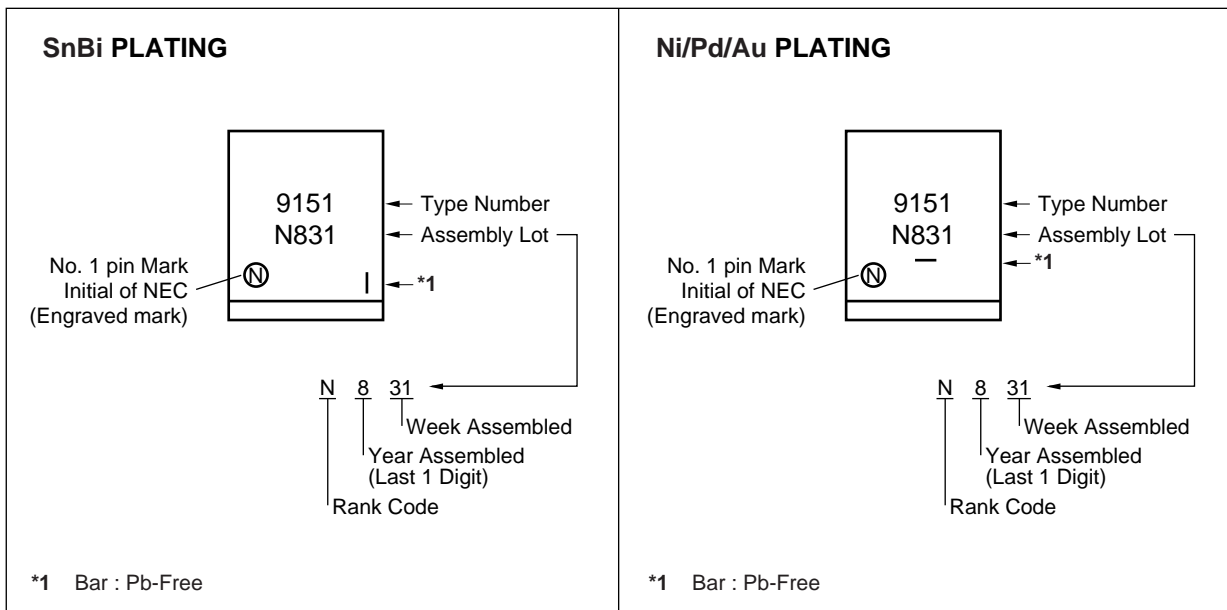 SnBi PLATING
9151
Type Number
N831
Assembly Lot
No. 1 pin Mark
Initial of NEC
(Engraved mark)
N
*1
N 8 31
Week Assembled
Year Assembled
(Last 1 Digit)
Rank Code
*1 Bar : Pb-Free
Ni/Pd/Au PLATING
9151
Type Number
N831
Assembly Lot
*1
No. 1 pin Mark
Initial of NEC
(Engraved mark)
N
N 8 31
Week Assembled
Year Assembled
(Last 1 Digit)
Rank Code
*1 Bar : Pb-Free